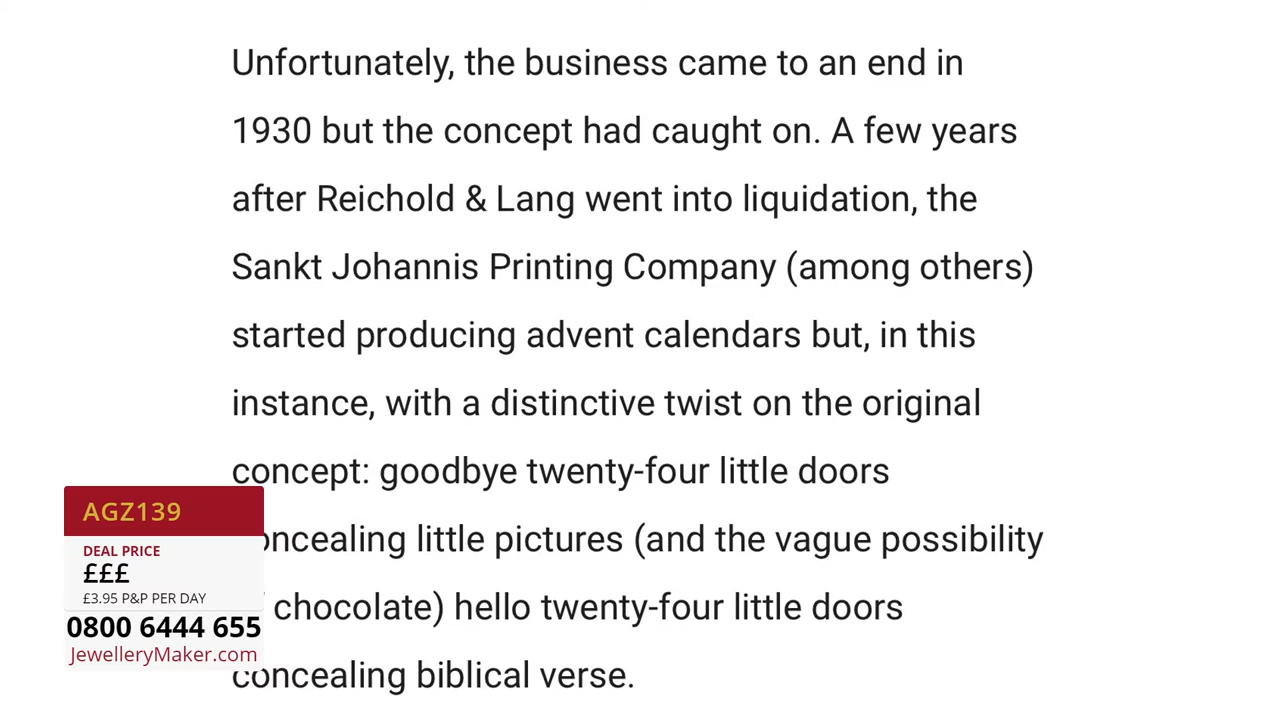 Unfortunately, the business came to an end in
1930 but the concept had caught on. A few years
after Reichold & Lang went into liquidation, the
Sankt Johannis Printing Company (among others)
started producing advent calendars but, in this
instance, with a distinctive twist on the original
concept: goodbye twenty-four little doors
concealing little pictures (and the vague possibility
chocolate) hello twenty-four little doors
concealing biblical verse.
AGZ139
DEAL PRICE
£££
£3.95 P&P PER DAY
0800 6444 655
JewelleryMaker.com